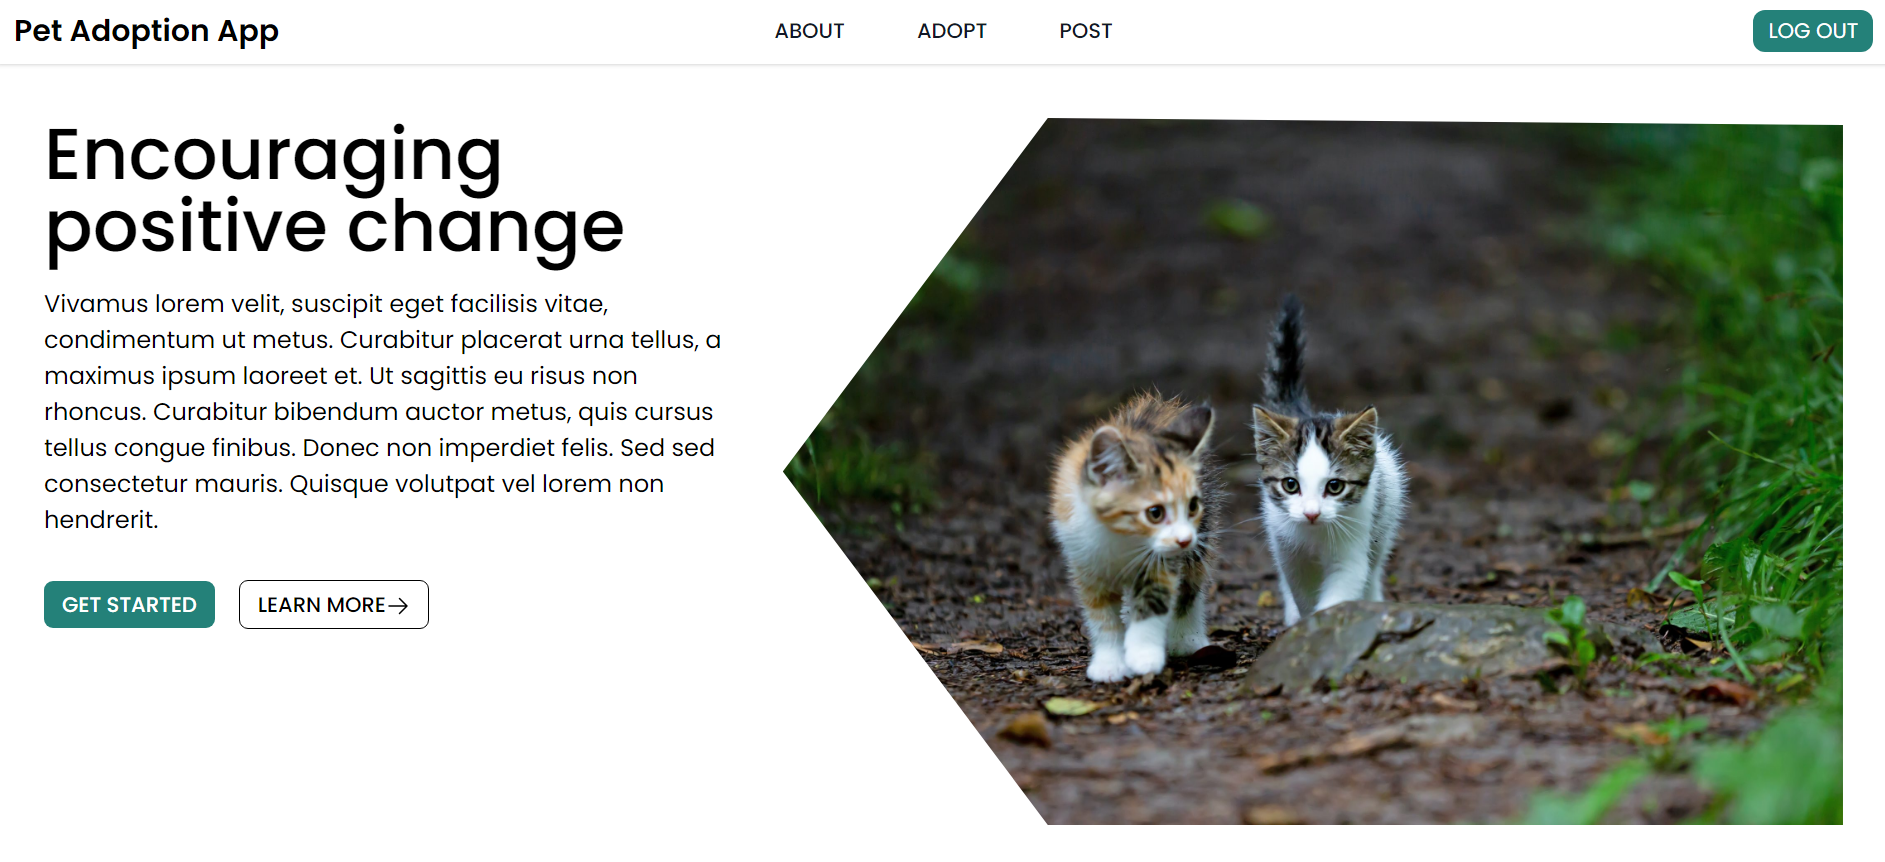 Pet Adoption App
ABOUT
ADOPT
POST
LOG OUT
Encouraging
positive change
Vivamus lorem velit, suscipit eget facilisis vitae,
condimentum ut metus. Curabitur placerat urna tellus, a
maximus ipsum laoreet et. Ut sagittis eu risus non
rhoncus. Curabitur bibendum auctor metus, quis cursus
tellus congue finibus. Donec non imperdiet felis. Sed sed
consectetur mauris. Quisque volutpat vel lorem non
hendrerit.
GET STARTED
LEARN MORE→